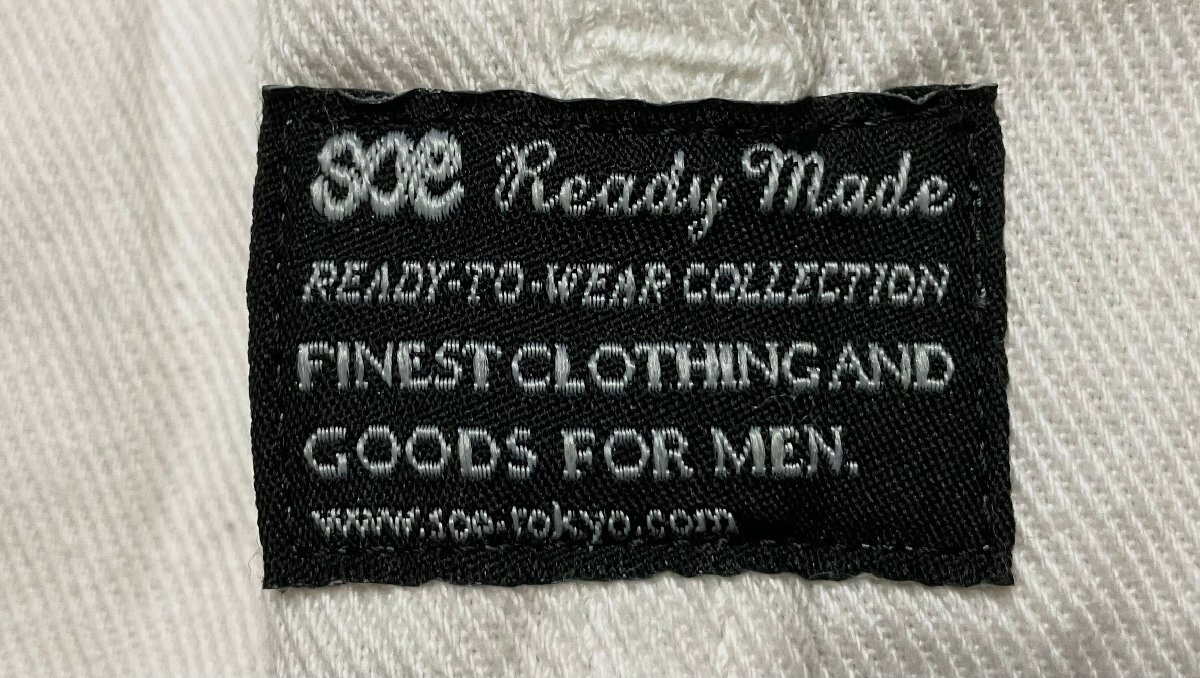 soe Ready Made
READY-TO-WEAR COLLECTION
FINEST CLOTHING AND
GOODS FOR MEN.
www.soe-tokyo.com